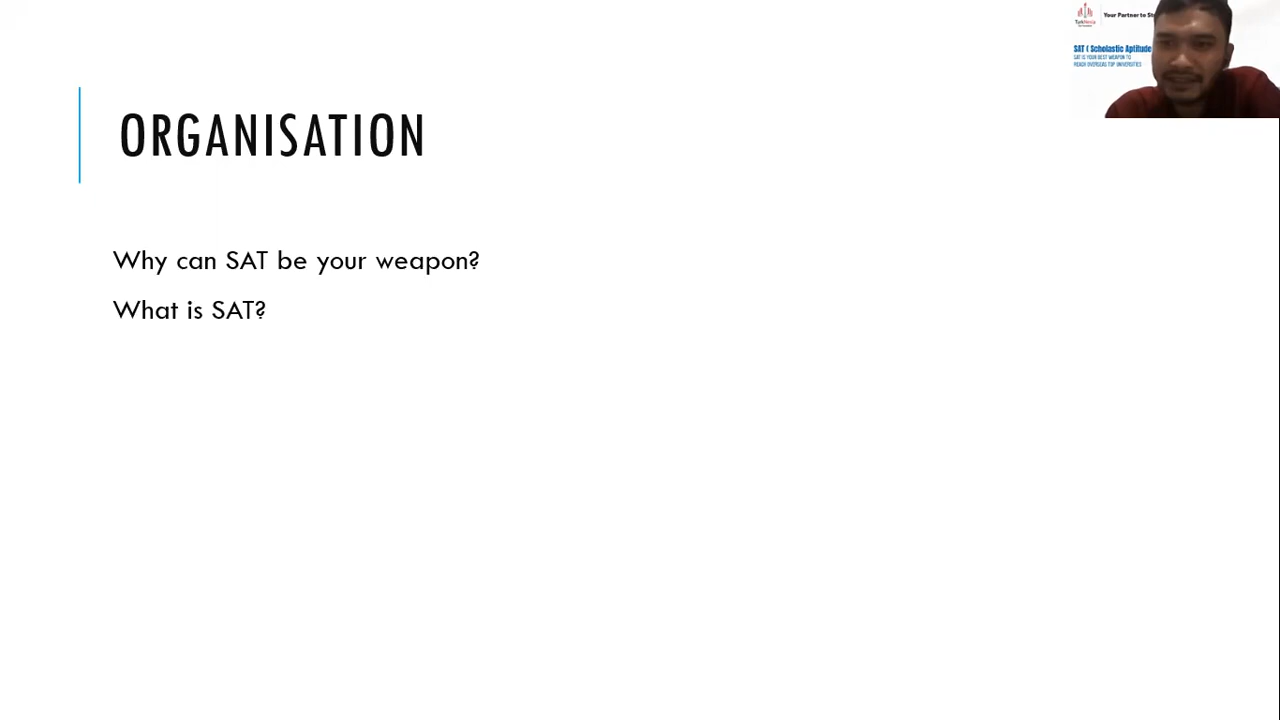 ORGANISATION
Why can SAT be your weapon?
What is SAT?
Your Partner to
SAT ( Scholastic Aptitude
SAT IS YOUR BEST WEAPON TO
REACH OVERSEAS TOP UNIVERSITIES